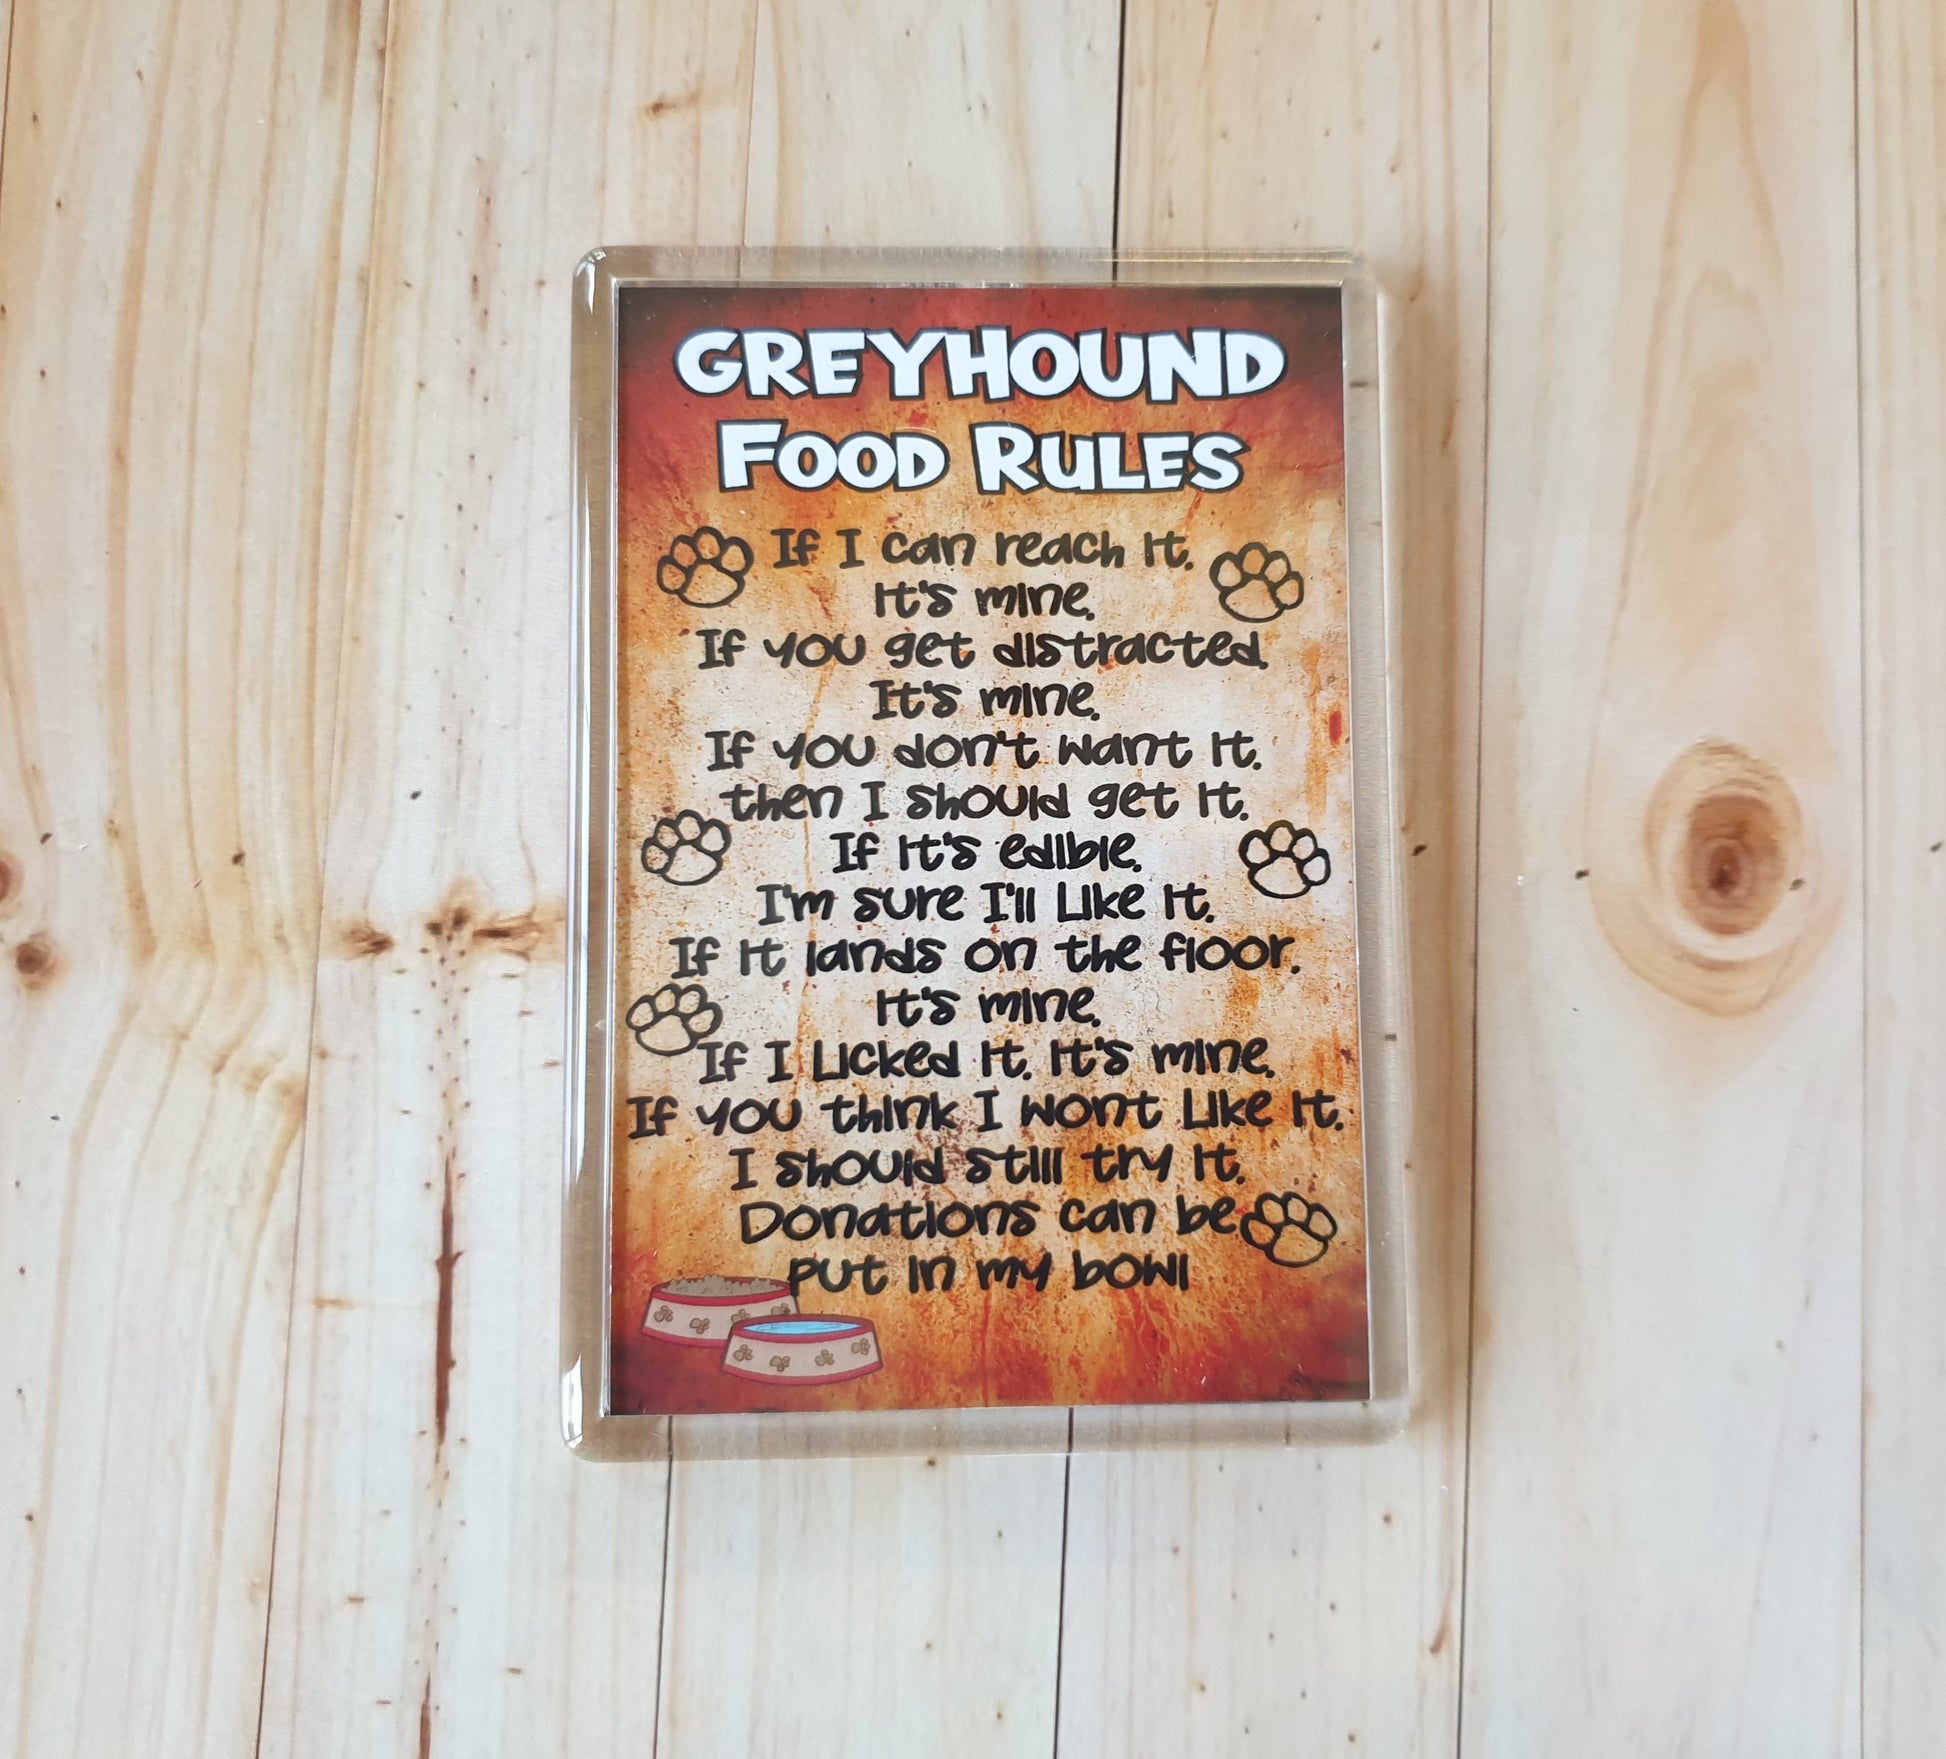 GREYHOUND
FOOD RULES
If I can reach it.
It's mine.
If you get distracted.
It's mine.
If you don't want it.
then I should get it.
If it's edible.
I'm sure I'll Like it.
If it lands on the floor.
It's mine.
If I Licked it. It's mine.
If you think I wont Like it.
I should still try it.
Donations can be
put in my bowl